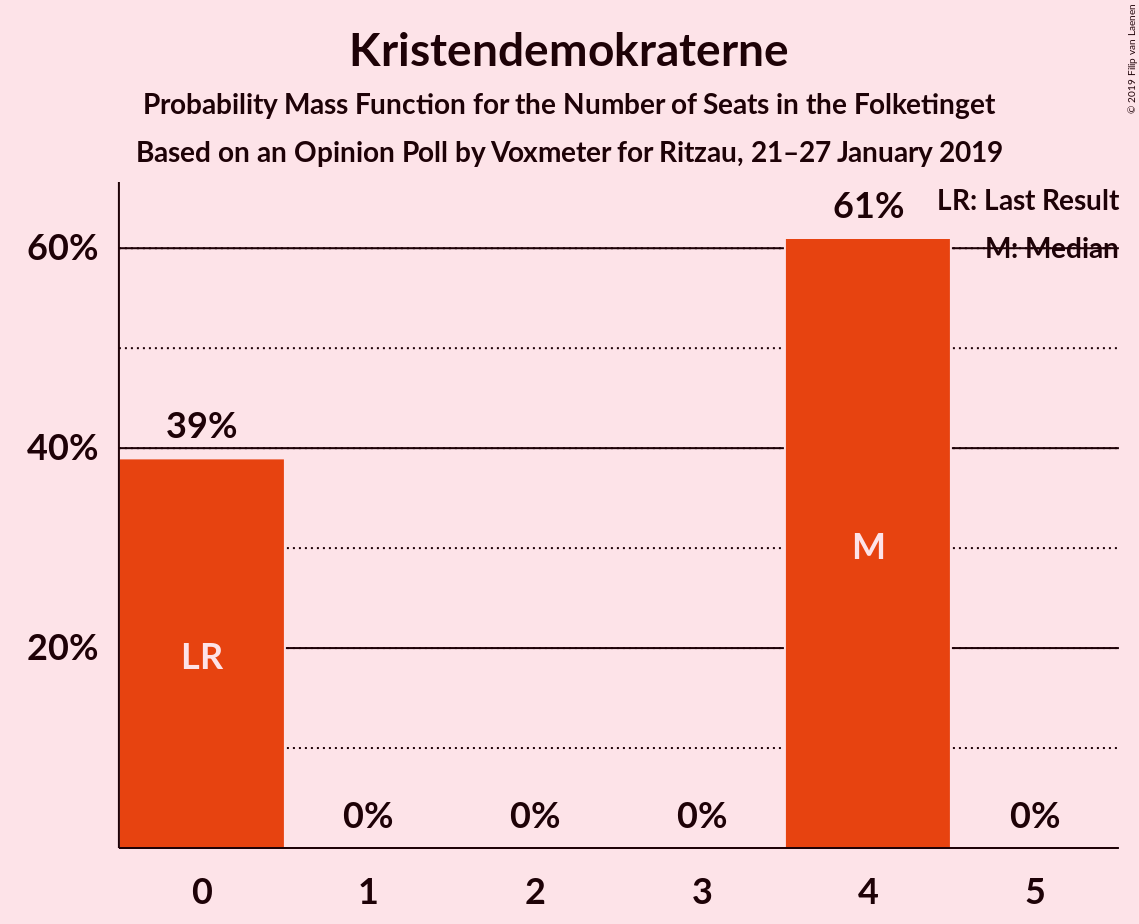 Kristendemokraterne
Probability Mass Function for the Number of Seats in the Folketinget
Based on an Opinion Poll by Voxmeter for Ritzau, 21–27 January 2019
© 2019 Filip van Laenen
LR: Last Result
M: Median
60%
40%
20%
39%
0%
0%
0%
61%
0%
LR
M
0
1
2
3
4
5